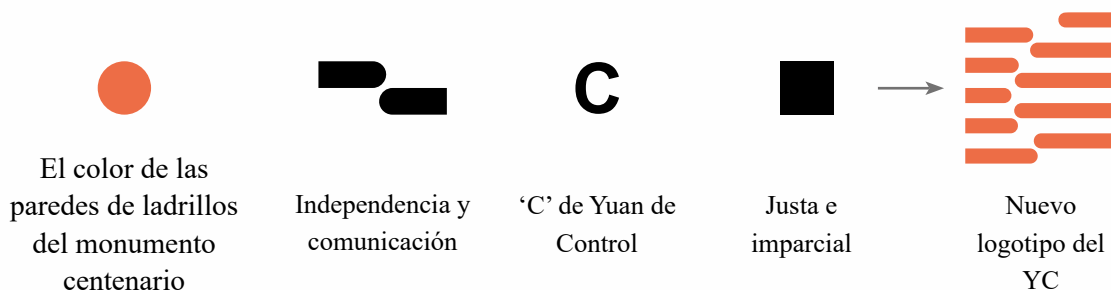 C
El color de las
paredes de ladrillos
del monumento
centenario
Independencia y
comunicación
‘C’ de Yuan de
Control
Justa e
imparcial
Nuevo
logotipo del
YC